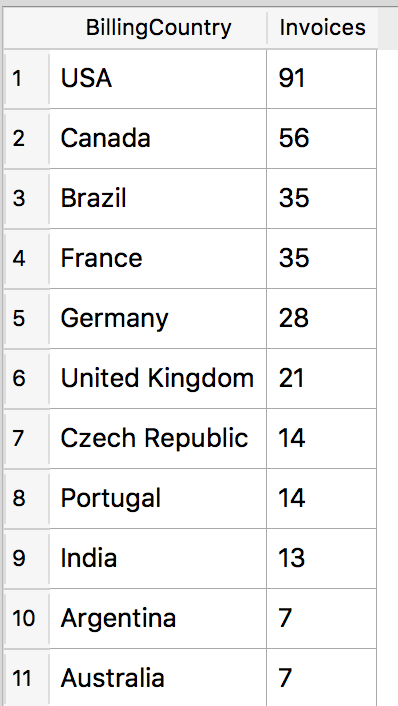 BillingCountry Invoices
1 USA 91
2 Canada 56
3 Brazil 35
4 France 35
5 Germany 28
6 United Kingdom 21
7 Czech Republic 14
8 Portugal 14
9 India 13
10 Argentina 7
11 Australia 7